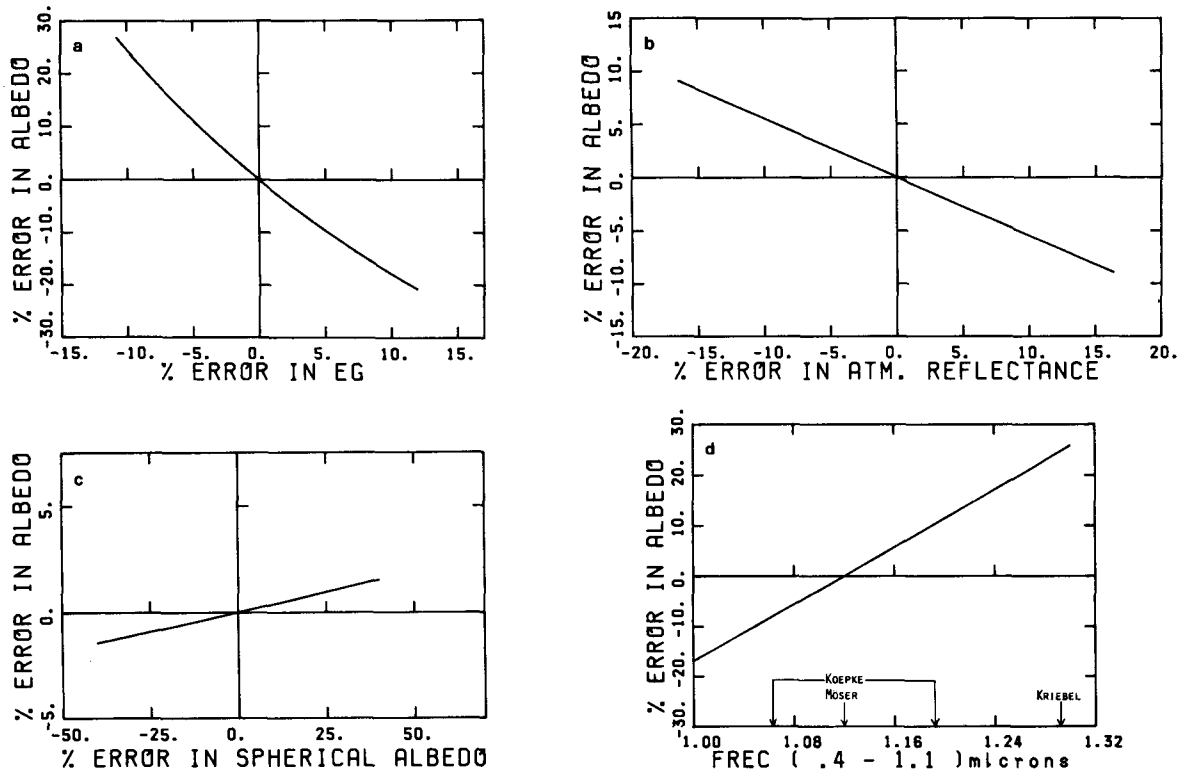 a
% ERROR IN ALBEDO
30.
20.
10.
0.
-10.
-20.
-30.
-15. -10. -5. 0. 5. 10. 15.
% ERROR IN EG
b
% ERROR IN ALBEDO
15
10.
5.
0.
-5.
-10.
-15.
-20. -15. -10. -5. 0. 5. 10. 15. 20.
% ERROR IN ATM. REFLECTANCE
c
% ERROR IN ALBEDO
5.
0.
-5.
-50. -25. 0. 25. 50.
% ERROR IN SPHERICAL ALBEDO
d
% ERROR IN ALBEDO
30.
20.
10.
0.
-10.
-20.
-30.
KOEPKE
MOSER
KRIEBEL
1.00 1.08 1.16 1.24 1.32
FREC ( .4 - 1.1 )microns